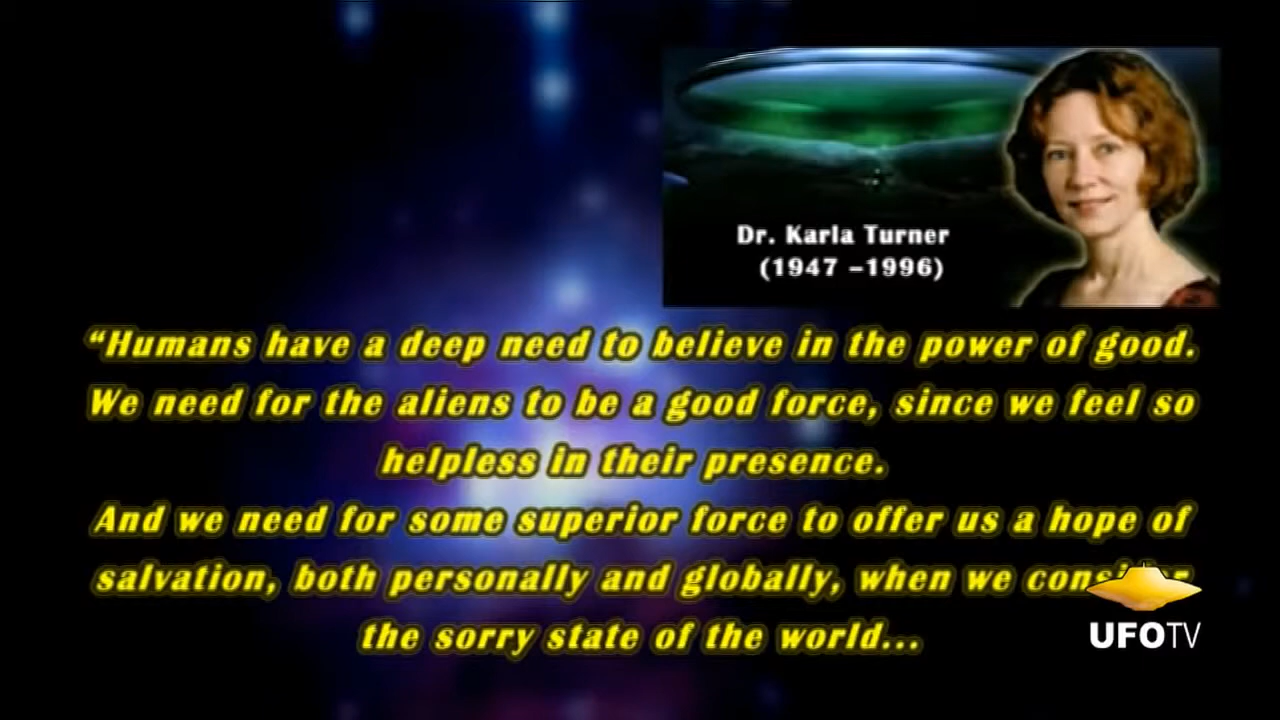 Dr. Karla Turner
(1947 –1996)
“Humans have a deep need to believe in the power of good.
We need for the aliens to be a good force, since we feel so
helpless in their presence.
And we need for some superior force to offer us a hope of
salvation, both personally and globally, when we consider
the sorry state of the world...
UFOTV